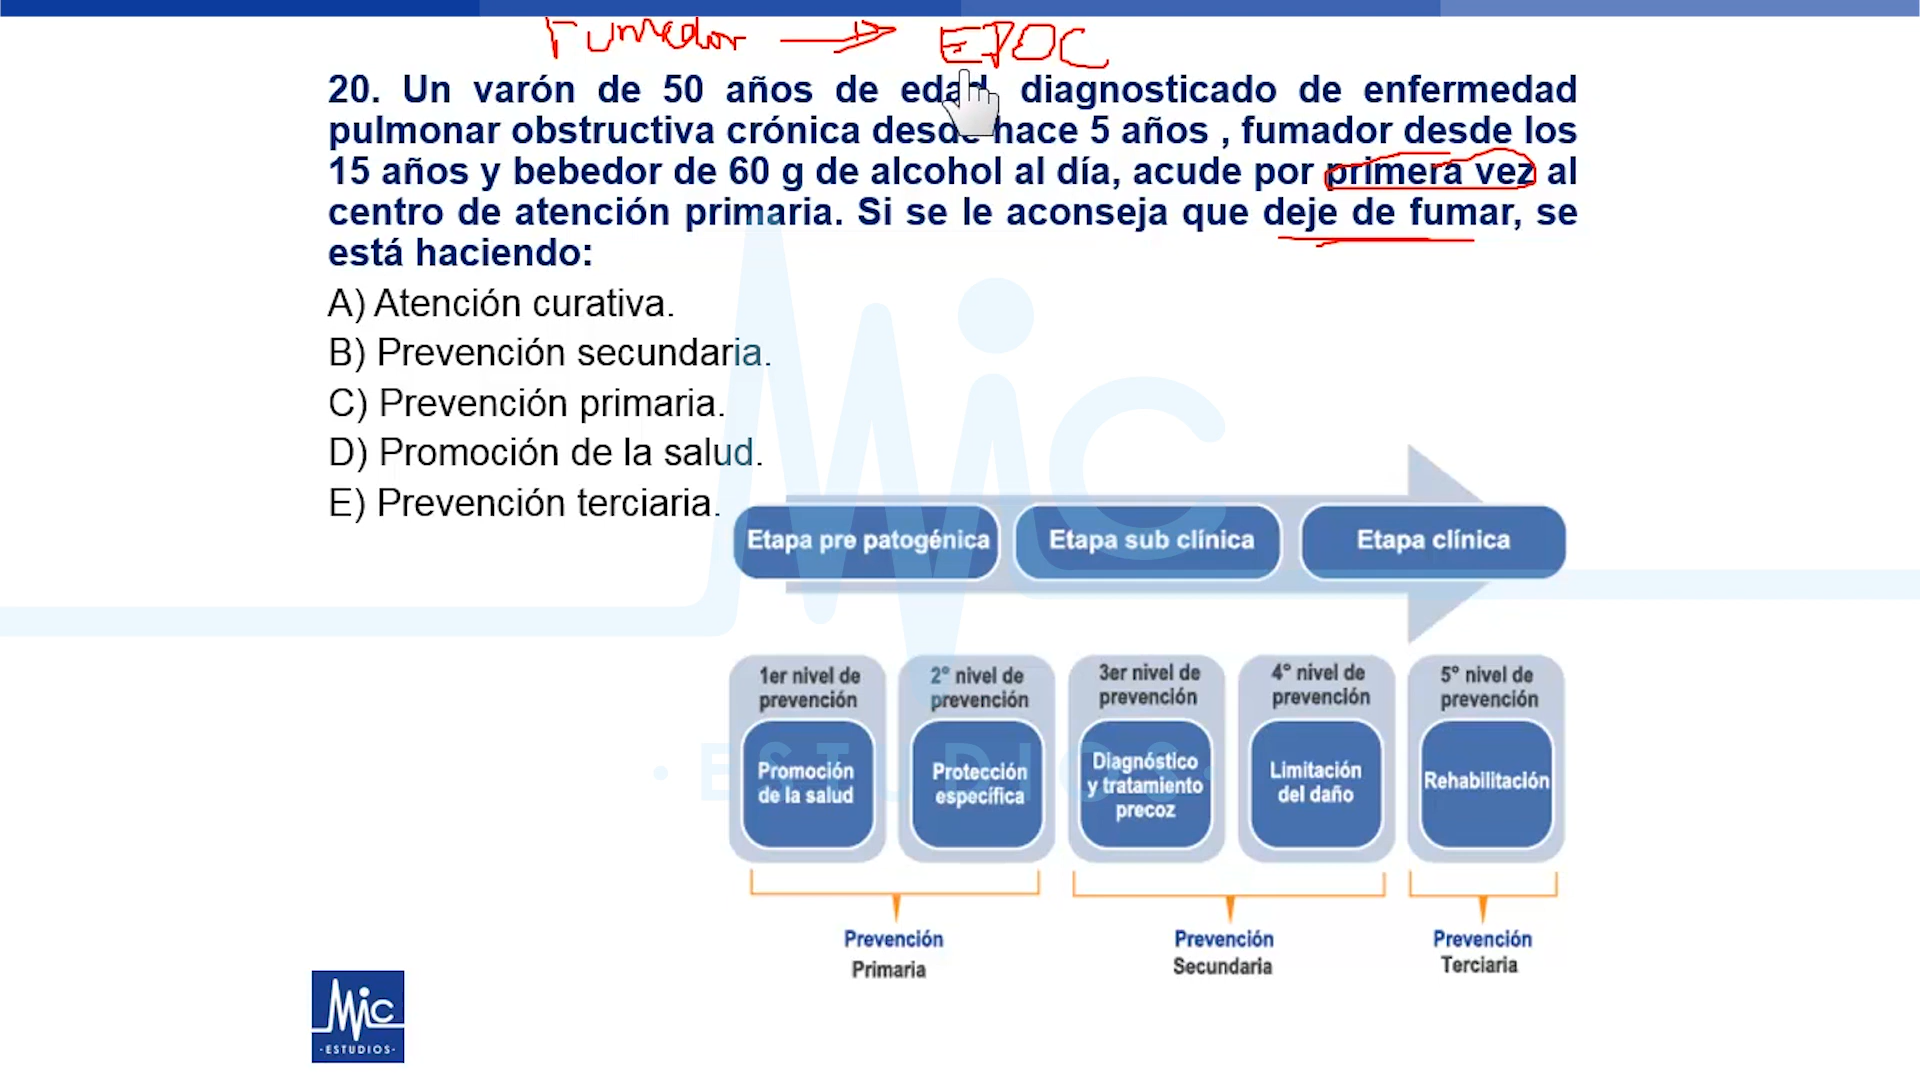 Fumador → EPOC
20. Un varón de 50 años de edad, diagnosticado de enfermedad
pulmonar obstructiva crónica desde hace 5 años , fumador desde los
15 años y bebedor de 60 g de alcohol al día, acude por primera vez al
centro de atención primaria. Si se le aconseja que deje de fumar, se
está haciendo:
A) Atención curativa.
B) Prevención secundaria.
C) Prevención primaria.
D) Promoción de la salud.
E) Prevención terciaria.
Etapa pre patogénica
Etapa sub clínica
Etapa clínica
1er nivel de
prevención
Promoción
de la salud
2° nivel de
prevención
Protección
específica
3er nivel de
prevención
Diagnóstico
y tratamiento
precoz
4° nivel de
prevención
Limitación
del daño
5° nivel de
prevención
Rehabilitación
Prevención
Primaria
Prevención
Secundaria
Prevención
Terciaria
Mic
·ESTUDIOS·
Mic
·ESTUDIOS·